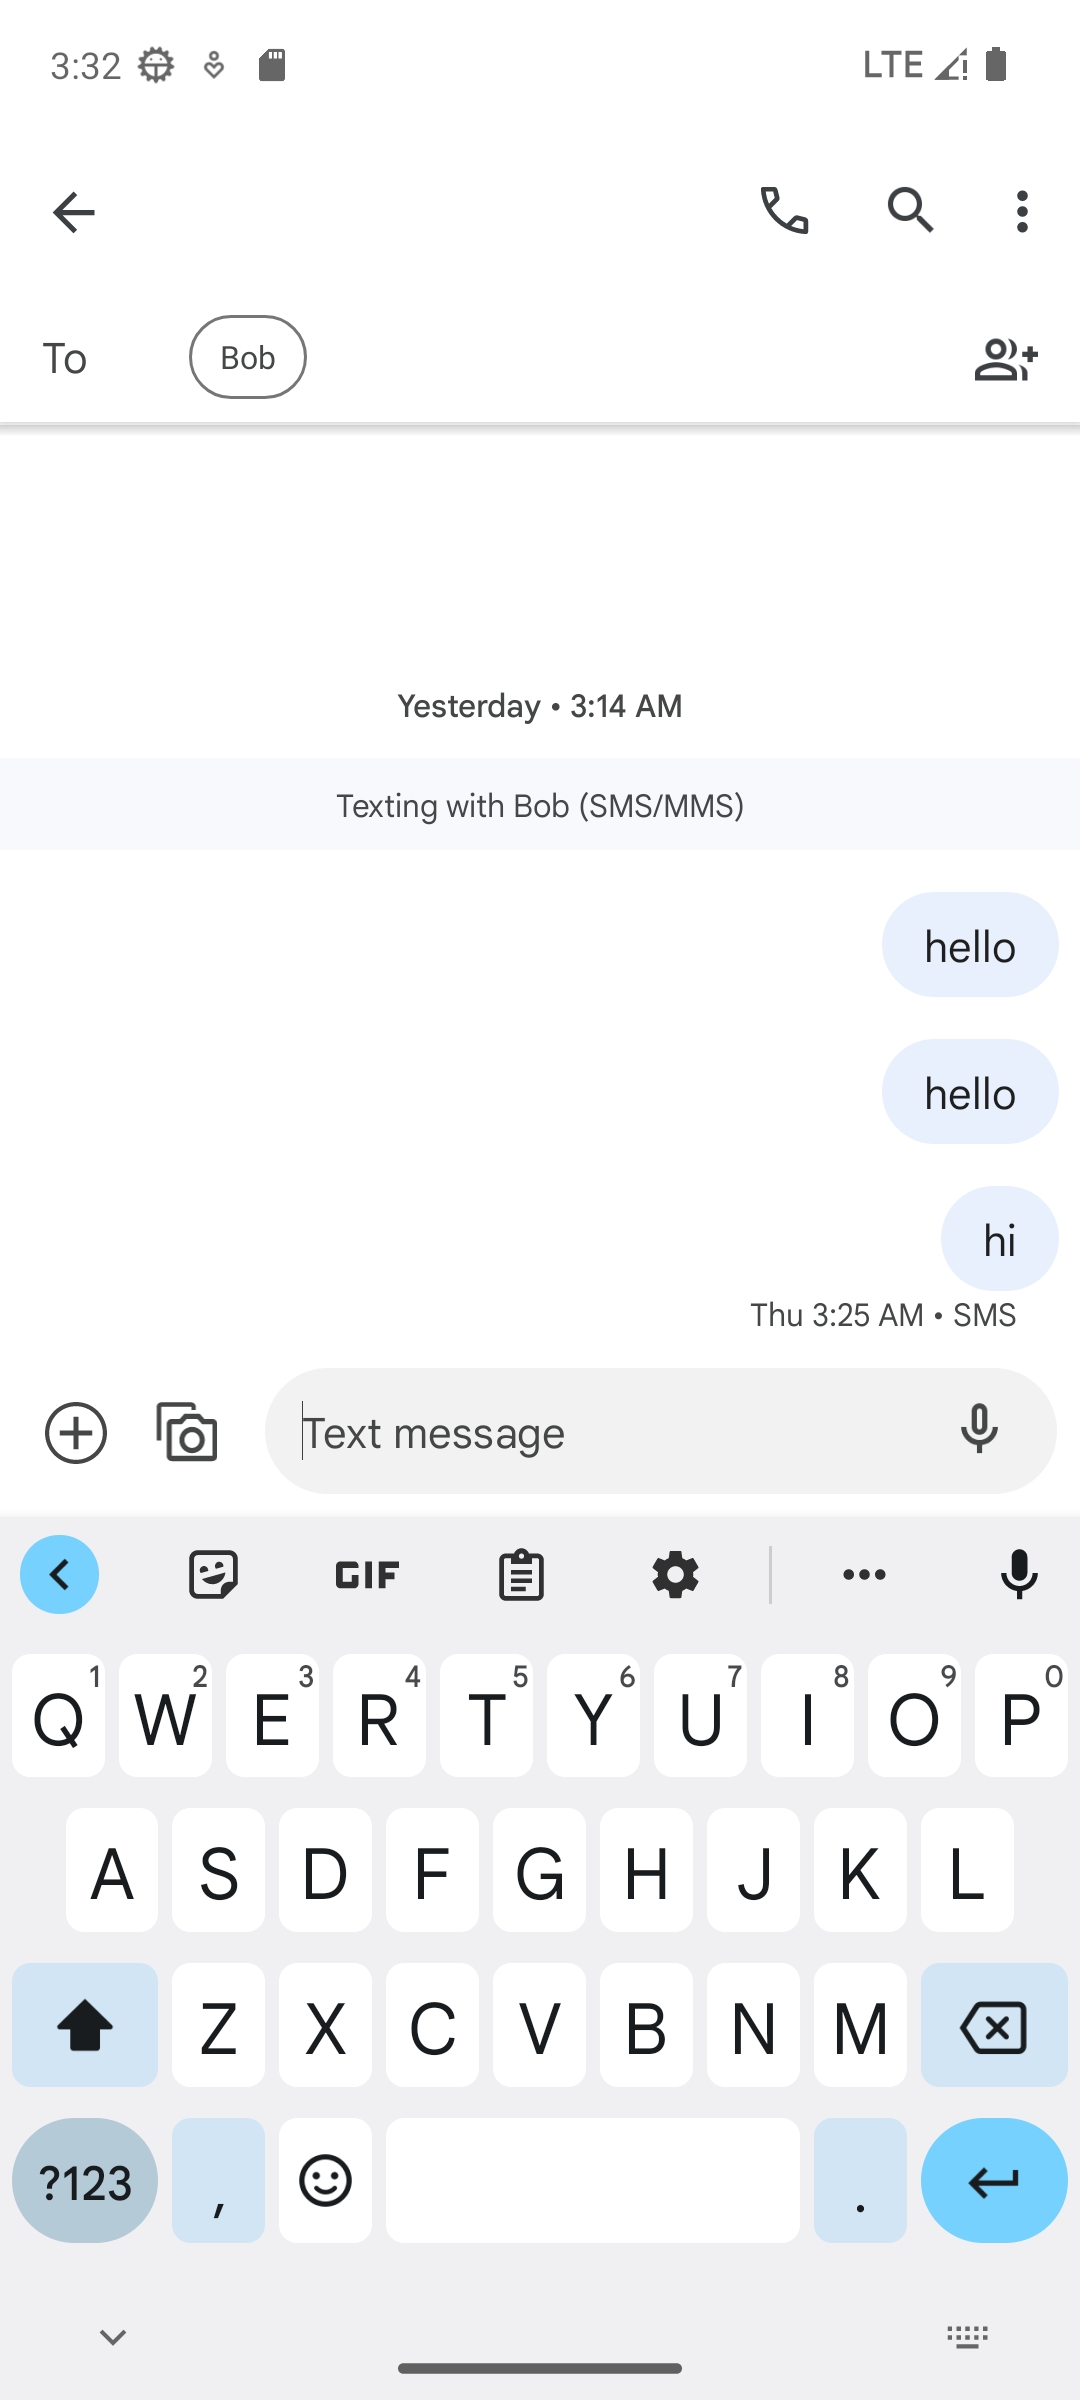 3:32 LTE
To Bob
Yesterday • 3:14 AM
Texting with Bob (SMS/MMS)
hello
hello
hi
Thu 3:25 AM • SMS
Text message
GIF
1 2 3 4 5 6 7 8 9 0
Q W E R T Y U I O P
A S D F G H J K L
Z X C V B N M
?123 , .